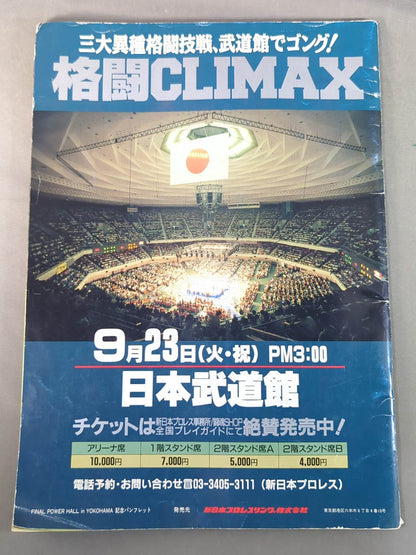 三大異種格闘技戦、武道館でゴング!
格闘CLIMAX
9月23日(火・祝) PM3:00
日本武道館
チケットは新日本プロレス事務所/闘魂SHOP 全国プレイガイドにて絶賛発売中!
アリーナ席 1階スタンド席 2階スタンド席A 2階スタンド席B
10,000円 7,000円 5,000円 4,000円
電話予約・お問い合わせ☎03-3405-3111(新日本プロレス)
FINAL POWER HALL in YOKOHAMA 記念パンフレット 発売元 新日本プロレスリング株式会社